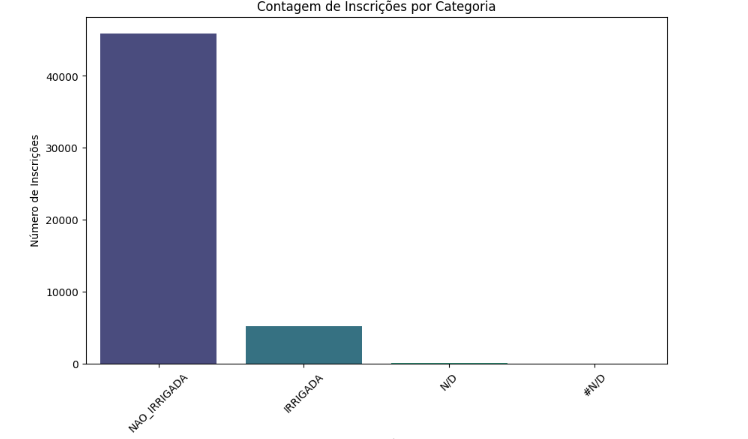 Contagem de Inscrições por Categoria
Número de Inscrições
40000
30000
20000
10000
0
NAO_IRRIGADA
IRRIGADA
N/D
#N/D